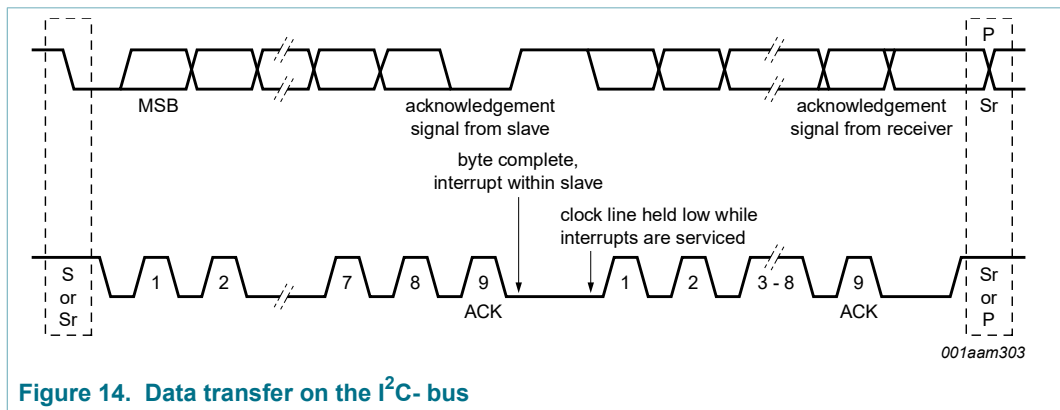 P
MSB
acknowledgement
signal from slave
acknowledgement
signal from receiver
Sr
byte complete,
interrupt within slave
clock line held low while
interrupts are serviced
S
or
Sr
1
2
7
8
9
ACK
1
2
3 - 8
9
ACK
Sr
or
P
001aam303
Figure 14. Data transfer on the I²C- bus